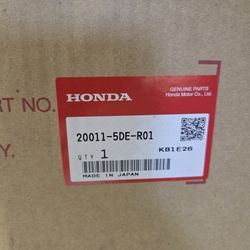 HONDA
GENUINE PARTS
Honda Motor Co., Ltd.
RT NO.
20011-5DE-R01
QTY 1
K81E26
Y.
MADE IN JAPAN